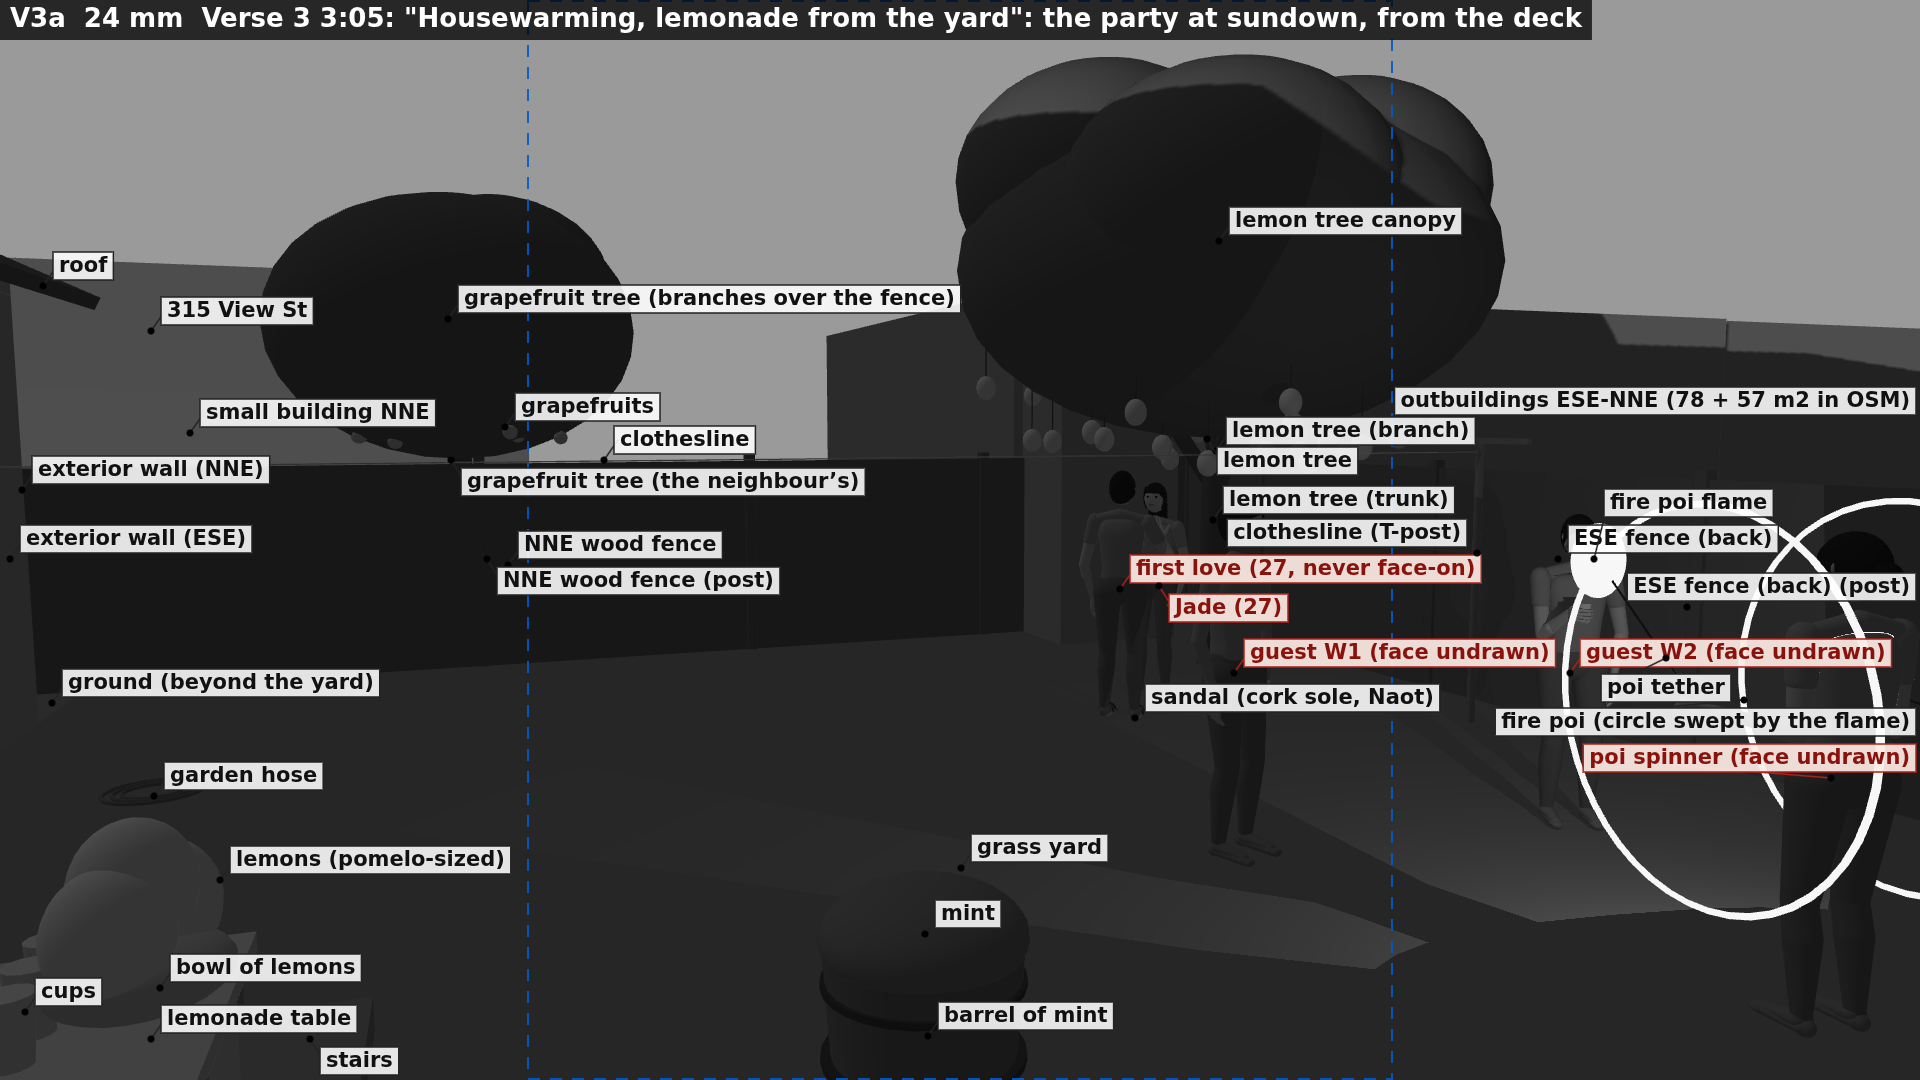 V3a 24 mm Verse 3 3:05: "Housewarming, lemonade from the yard": the party at sundown, from the deck
lemon tree canopy
roof
315 View St
grapefruit tree (branches over the fence)
outbuildings ESE-NNE (78 + 57 m2 in OSM)
small building NNE
grapefruits
clothesline
lemon tree (branch)
lemon tree
exterior wall (NNE)
grapefruit tree (the neighbour’s)
lemon tree (trunk)
fire poi flame
clothesline (T-post)
exterior wall (ESE)
NNE wood fence
ESE fence (back)
first love (27, never face-on)
NNE wood fence (post)
ESE fence (back) (post)
Jade (27)
guest W1 (face undrawn)
guest W2 (face undrawn)
ground (beyond the yard)
poi tether
sandal (cork sole, Naot)
fire poi (circle swept by the flame)
poi spinner (face undrawn)
garden hose
grass yard
lemons (pomelo-sized)
mint
bowl of lemons
cups
lemonade table
barrel of mint
stairs